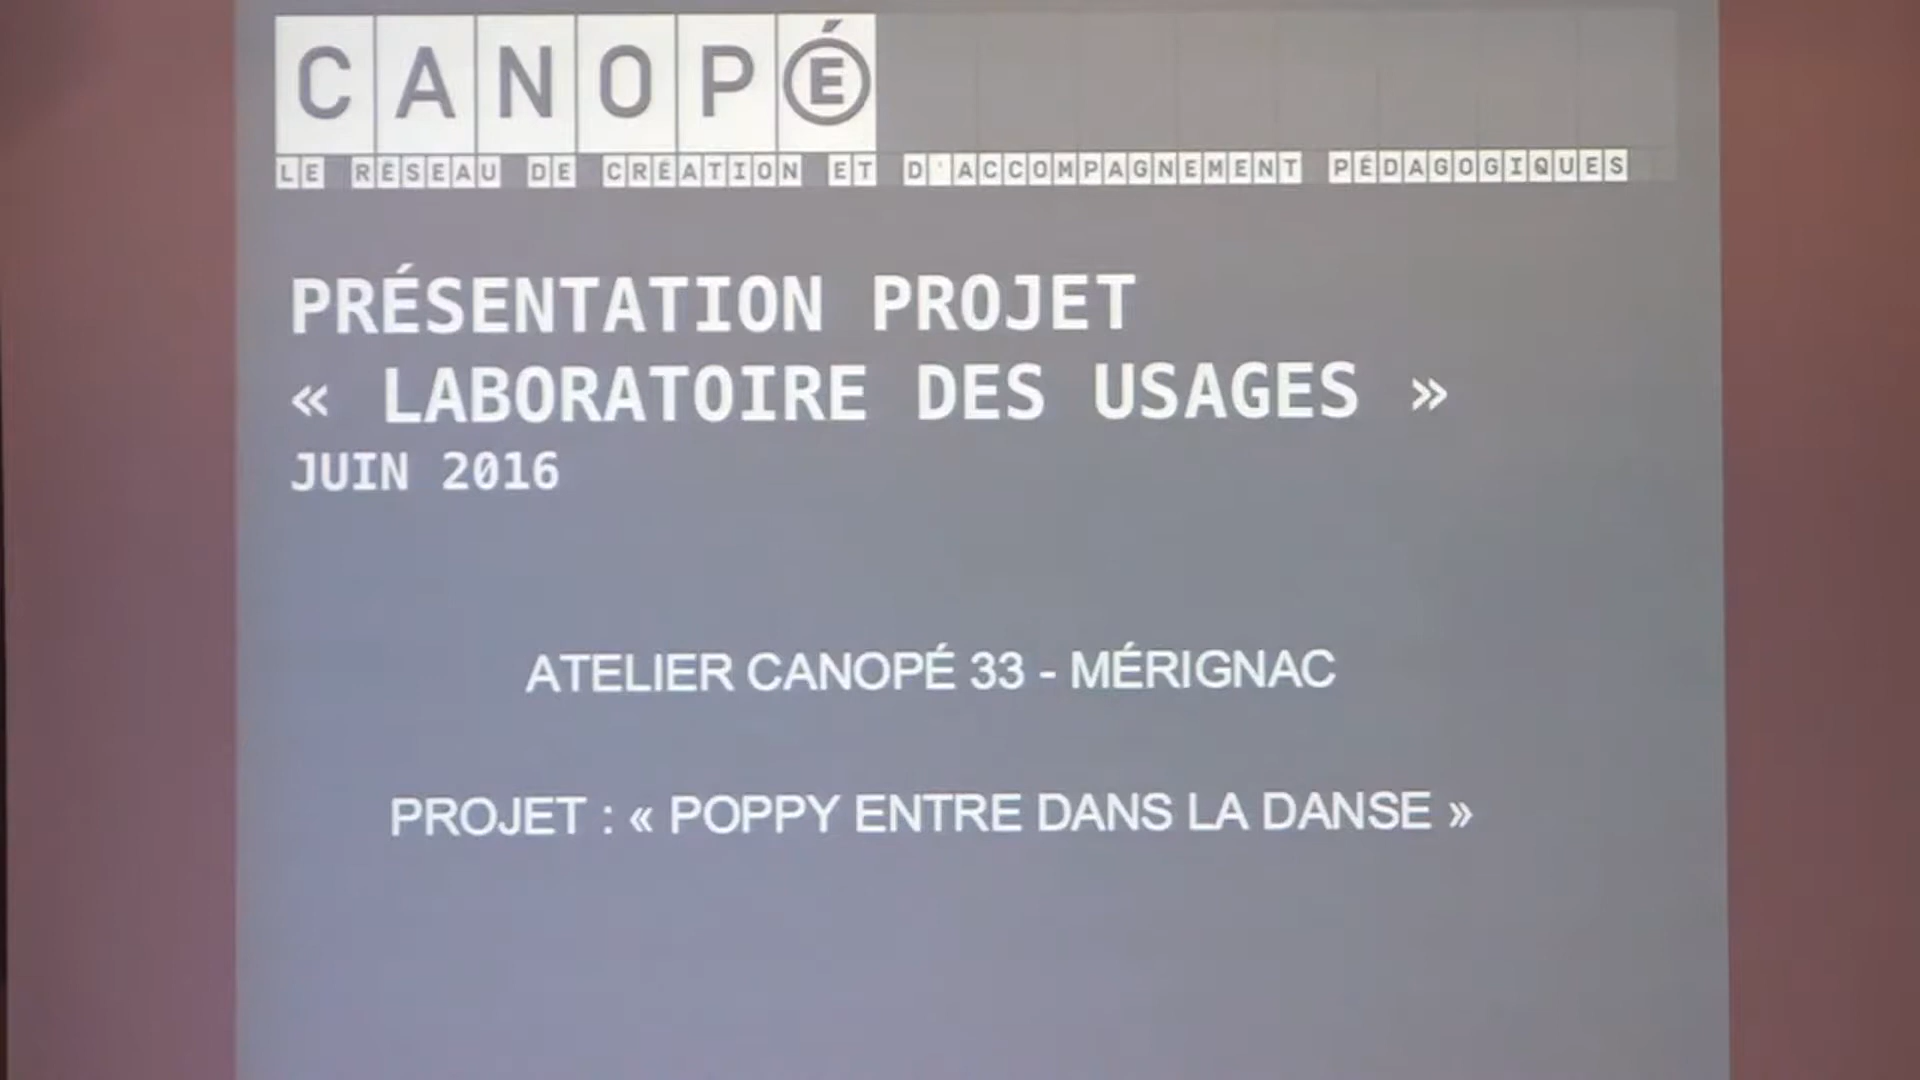 CANOPÉ
LE RÉSEAU DE CRÉATION ET D'ACCOMPAGNEMENT PÉDAGOGIQUES
PRÉSENTATION PROJET
« LABORATOIRE DES USAGES »
JUIN 2016
ATELIER CANOPÉ 33 - MÉRIGNAC
PROJET : « POPPY ENTRE DANS LA DANSE »